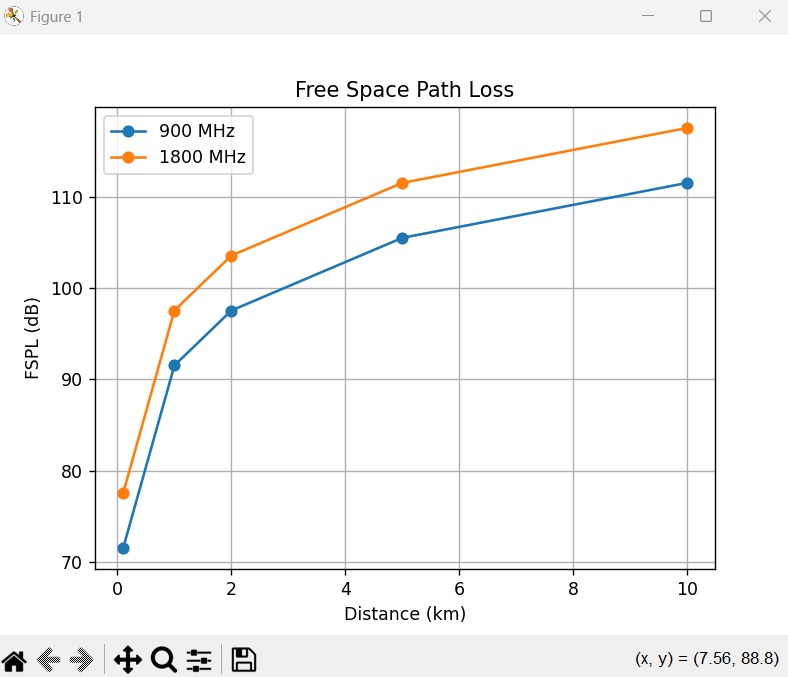 Figure 1
Free Space Path Loss
900 MHz
1800 MHz
110
100
90
80
70
FSPL (dB)
0 2 4 6 8 10
Distance (km)
(x, y) = (7.56, 88.8)